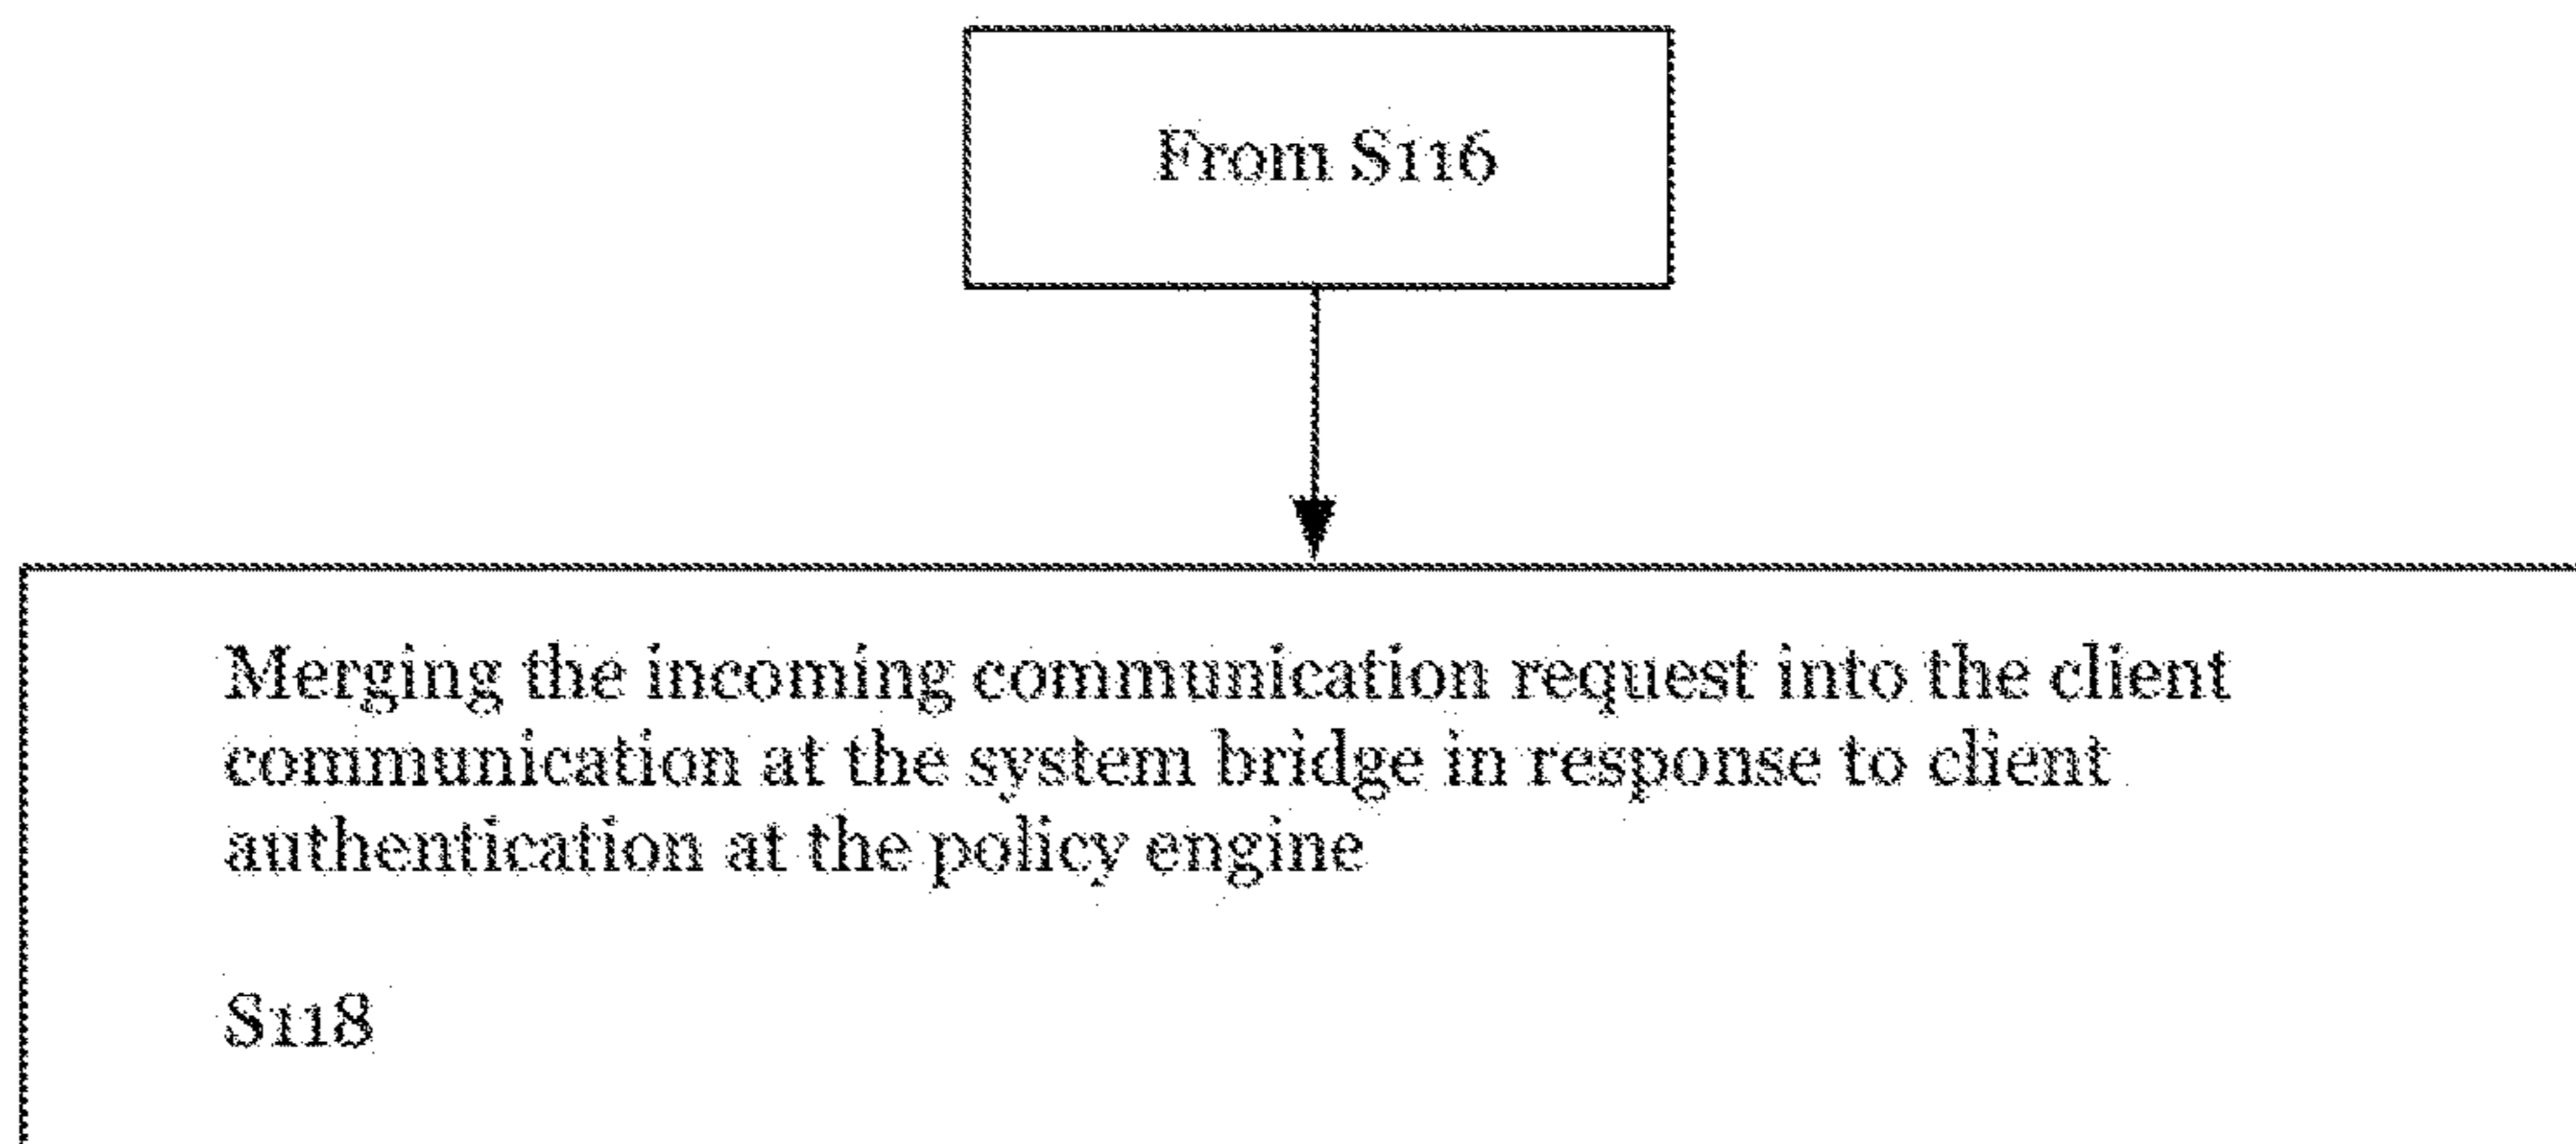 From S116
Merging the incoming communication request into the client
communication at the system bridge in response to client
authentication at the policy engine
S118